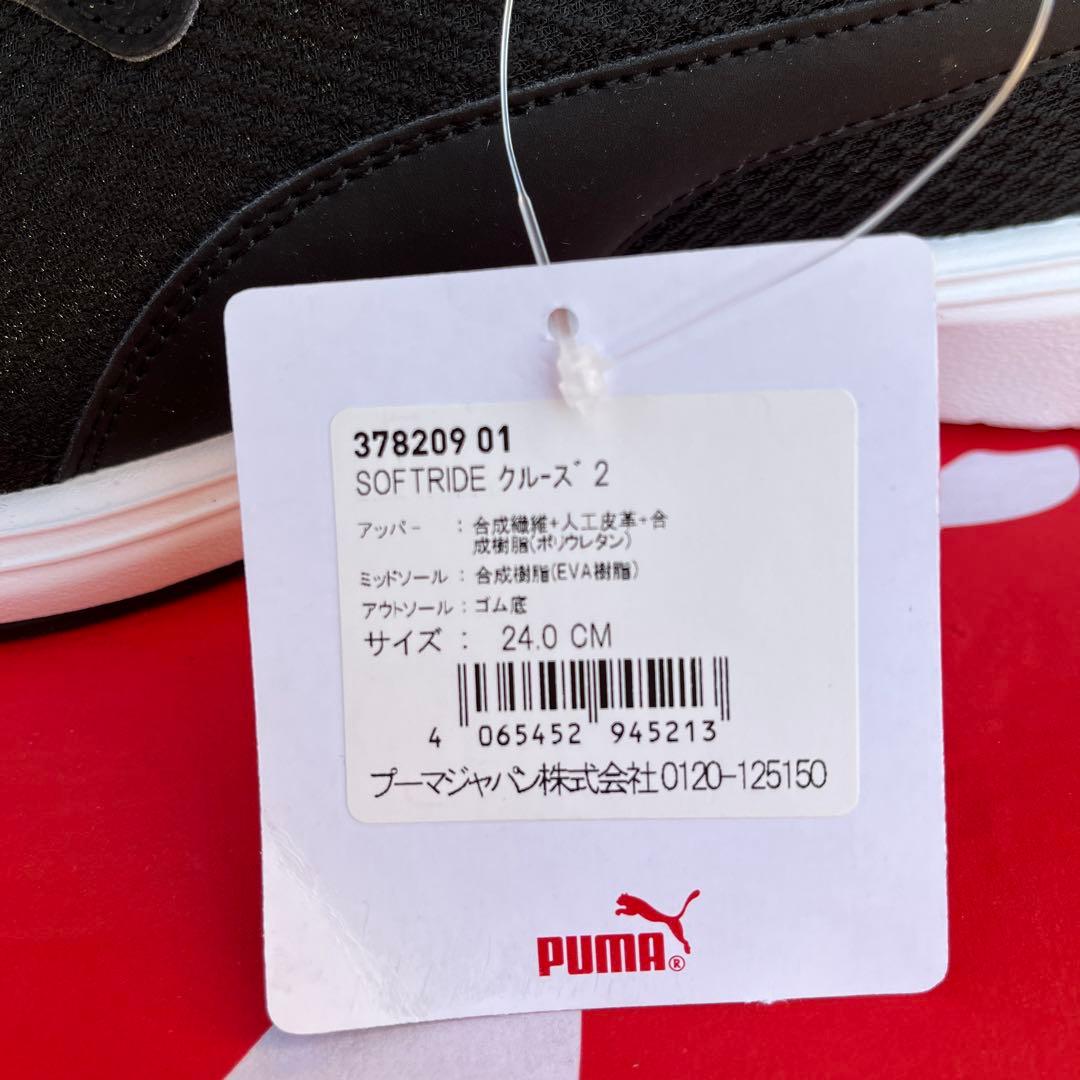 378209 01
SOFTRIDE クルーズ 2
アッパー : 合成繊維+人工皮革+合
成樹脂(ポリウレタン)
ミッドソール : 合成樹脂(EVA樹脂)
アウトソール : ゴム底
サイズ : 24.0 CM
4 065452 945213
プーマジャパン株式会社0120-125150
PUMA®